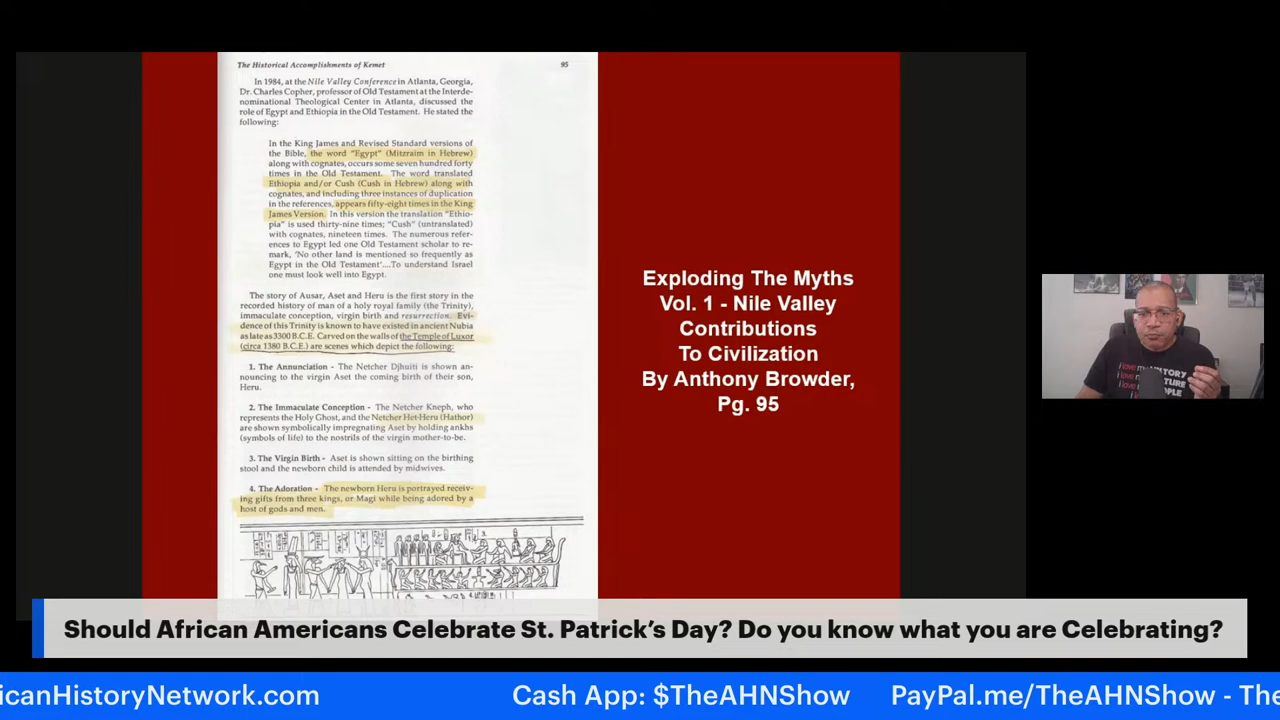 The Historical Accomplishments of Kemet 95
In 1984, at the Nile Valley Conference in Atlanta, Georgia,
Dr. Charles Copher, professor of Old Testament at the Interde-
nominational Theological Center in Atlanta, discussed the
role of Egypt and Ethiopia in the Old Testament. He stated the
following:
In the King James and Revised Standard versions of
the Bible, the word "Egypt" (Mitzraim in Hebrew)
along with cognates, occurs some seven hundred forty
times in the Old Testament. The word translated
Ethiopia and/or Cush (Cush in Hebrew) along with
cognates, and including three instances of duplication
in the references, appears fifty-eight times in the King
James Version. In this version the translation "Ethio-
pia" is used thirty-nine times; "Cush" (untranslated)
with cognates, nineteen times. The numerous refer-
ences to Egypt led one Old Testament scholar to re-
mark, 'No other land is mentioned so frequently as
Egypt in the Old Testament'...To understand Israel
one must look well into Egypt.
The story of Ausar, Aset and Heru is the first story in the
recorded history of man of a holy royal family (the Trinity),
immaculate conception, virgin birth and resurrection. Evi-
dence of this Trinity is known to have existed in ancient Nubia
as late as 3300 B.C.E. Carved on the walls of the Temple of Luxor
(circa 1380 B.C.E.) are scenes which depict the following:
1. The Annunciation - The Netcher Djhuiti is shown an-
nouncing to the virgin Aset the coming birth of their son,
Heru.
2. The Immaculate Conception - The Netcher Kneph, who
represents the Holy Ghost, and the Netcher Het-Heru (Hathor)
are shown symbolically impregnating Aset by holding ankhs
(symbols of life) to the nostrils of the virgin mother-to-be.
3. The Virgin Birth - Aset is shown sitting on the birthing
stool and the newborn child is attended by midwives.
4. The Adoration - The newborn Heru is portrayed receiv-
ing gifts from three kings, or Magi while being adored by a
host of gods and men.
Exploding The Myths
Vol. 1 - Nile Valley
Contributions
To Civilization
By Anthony Browder,
Pg. 95
Should African Americans Celebrate St. Patrick's Day? Do you know what you are Celebrating?
icanHistoryNetwork.com Cash App: $TheAHNShow PayPal.me/TheAHNShow - The